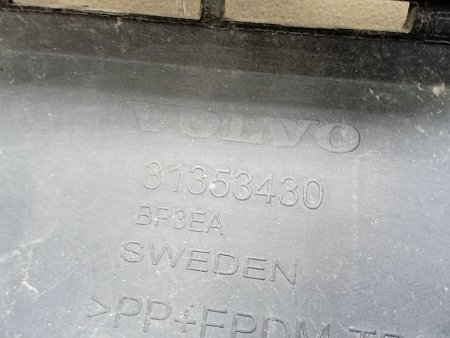 VOLVO
31353430
BP3EA
SWEDEN
>PP+EPDM-T